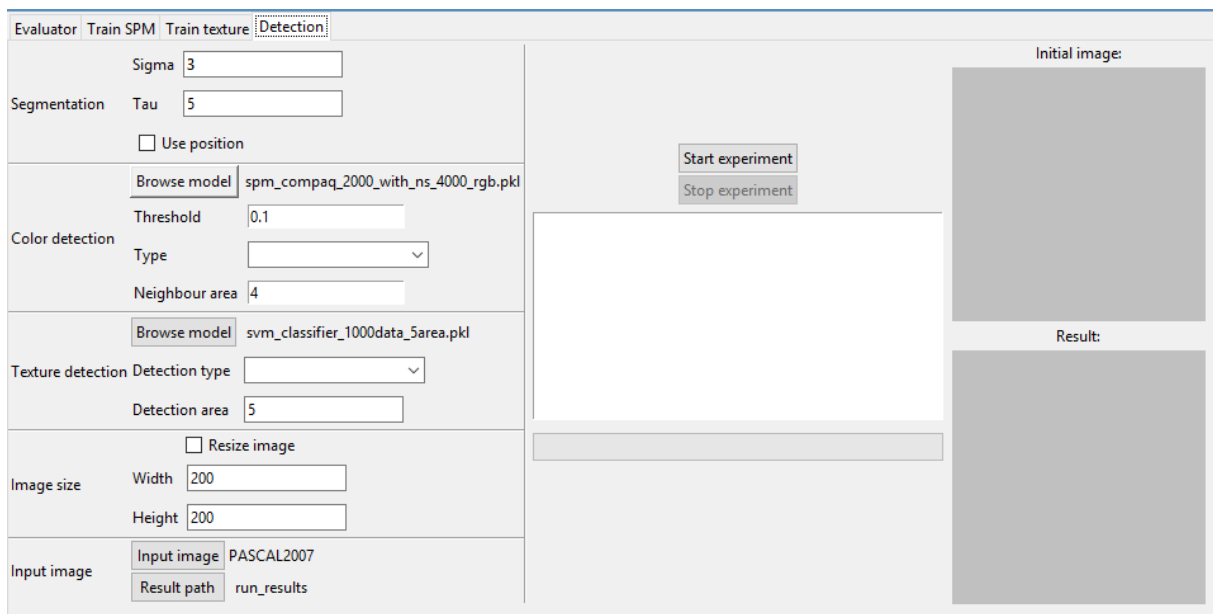 Evaluator Train SPM Train texture Detection
Segmentation
Sigma 3
Tau 5
Use position
Color detection
Browse model spm_compaq_2000_with_ns_4000_rgb.pkl
Threshold 0.1
Type
Neighbour area 4
Texture detection
Browse model svm_classifier_1000data_5area.pkl
Detection type
Detection area 5
Image size
Resize image
Width 200
Height 200
Input image
Input image PASCAL2007
Result path run_results
Start experiment
Stop experiment
Initial image:
Result: